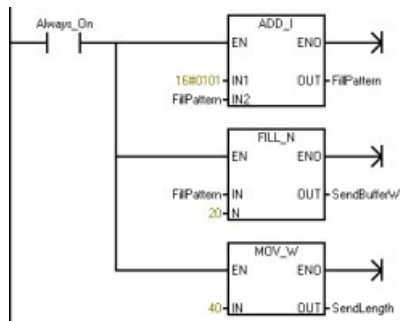 Always_On
ADD_I
EN ENO
16#0101 IN1 OUT FillPattern
FillPattern IN2
FILL_N
EN ENO
FillPattern IN OUT SendBufferW
20 N
MOV_W
EN ENO
40 IN OUT SendLength